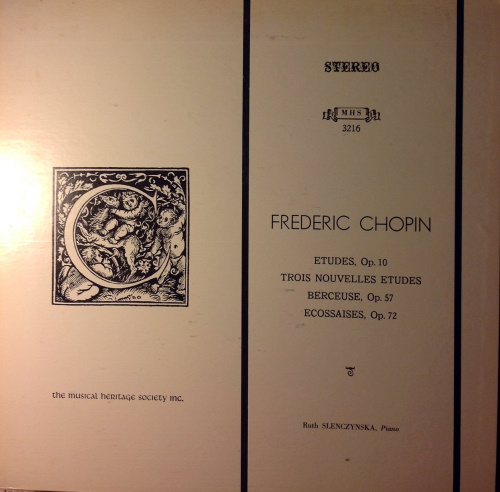 STEREO
MHS
3216
FREDERIC CHOPIN
ETUDES, Op. 10
TROIS NOUVELLES ETUDES
BERCEUSE, Op. 57
ECOSSAISES, Op. 72
the musical heritage society inc.
Ruth SLENCZYNSKA, Piano